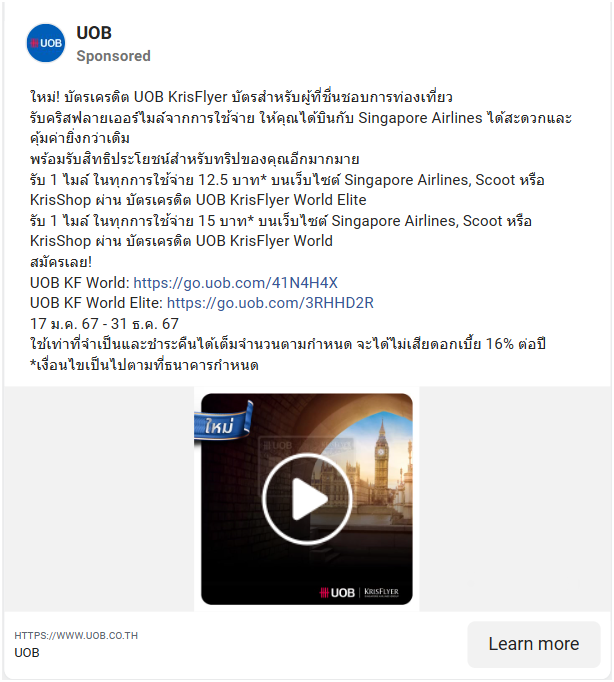 UOB
UOB
Sponsored
ใหม่! บัตรเครดิต UOB KrisFlyer บัตรสำหรับผู้ที่ชื่นชอบการท่องเที่ยว
รับคริสฟลายเออร์ไมล์จากการใช้จ่าย ให้คุณได้บินกับ Singapore Airlines ได้สะดวกและ
คุ้มค่ายิ่งกว่าเดิม
พร้อมรับสิทธิประโยชน์สำหรับทริปของคุณอีกมากมาย
รับ 1 ไมล์ ในทุกการใช้จ่าย 12.5 บาท* บนเว็บไซต์ Singapore Airlines, Scoot หรือ
KrisShop ผ่าน บัตรเครดิต UOB KrisFlyer World Elite
รับ 1 ไมล์ ในทุกการใช้จ่าย 15 บาท* บนเว็บไซต์ Singapore Airlines, Scoot หรือ
KrisShop ผ่าน บัตรเครดิต UOB KrisFlyer World
สมัครเลย!
UOB KF World: https://go.uob.com/41N4H4X
UOB KF World Elite: https://go.uob.com/3RHHD2R
17 ม.ค. 67 - 31 ธ.ค. 67
ใช้เท่าที่จำเป็นและชำระคืนได้เต็มจำนวนตามกำหนด จะได้ไม่เสียดอกเบี้ย 16% ต่อปี
*เงื่อนไขเป็นไปตามที่ธนาคารกำหนด
ใหม่
UOB
UOB | KRISFLYER
HTTPS://WWW.UOB.CO.TH
UOB
Learn more